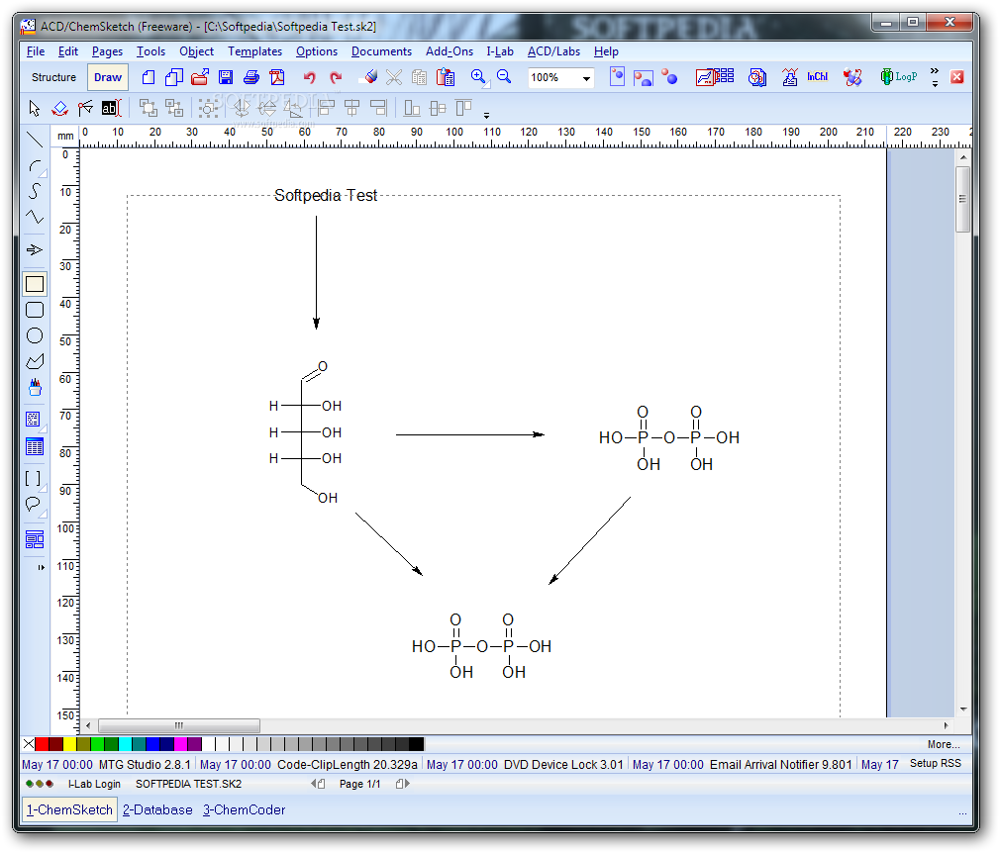 SOFTPEDIA
ACD/ChemSketch (Freeware) - [C:\Softpedia\Softpedia Test.sk2]
File Edit Pages Tools Object Templates Options Documents Add-Ons I-Lab ACD/Labs Help
Structure Draw 100% InChI LogP
ab
SOFTPEDIA
www.softpedia.com
mm 0 10 20 30 40 50 60 70 80 90 100 110 120 130 140 150 160 170 180 190 200 210 220 230
0
10
20
30
40
50
60
70
80
90
100
110
120
130
140
150
Softpedia Test
O
H OH
H OH
H OH
OH
O O
HO P O P OH
OH OH
O O
HO P O P OH
OH OH
More...
May 17 00:00 MTG Studio 2.8.1 May 17 00:00 Code-ClipLength 20.329a May 17 00:00 DVD Device Lock 3.01 May 17 00:00 Email Arrival Notifier 9.801 May 17 Setup RSS
I-Lab Login SOFTPEDIA TEST.SK2 Page 1/1
1-ChemSketch 2-Database 3-ChemCoder ...